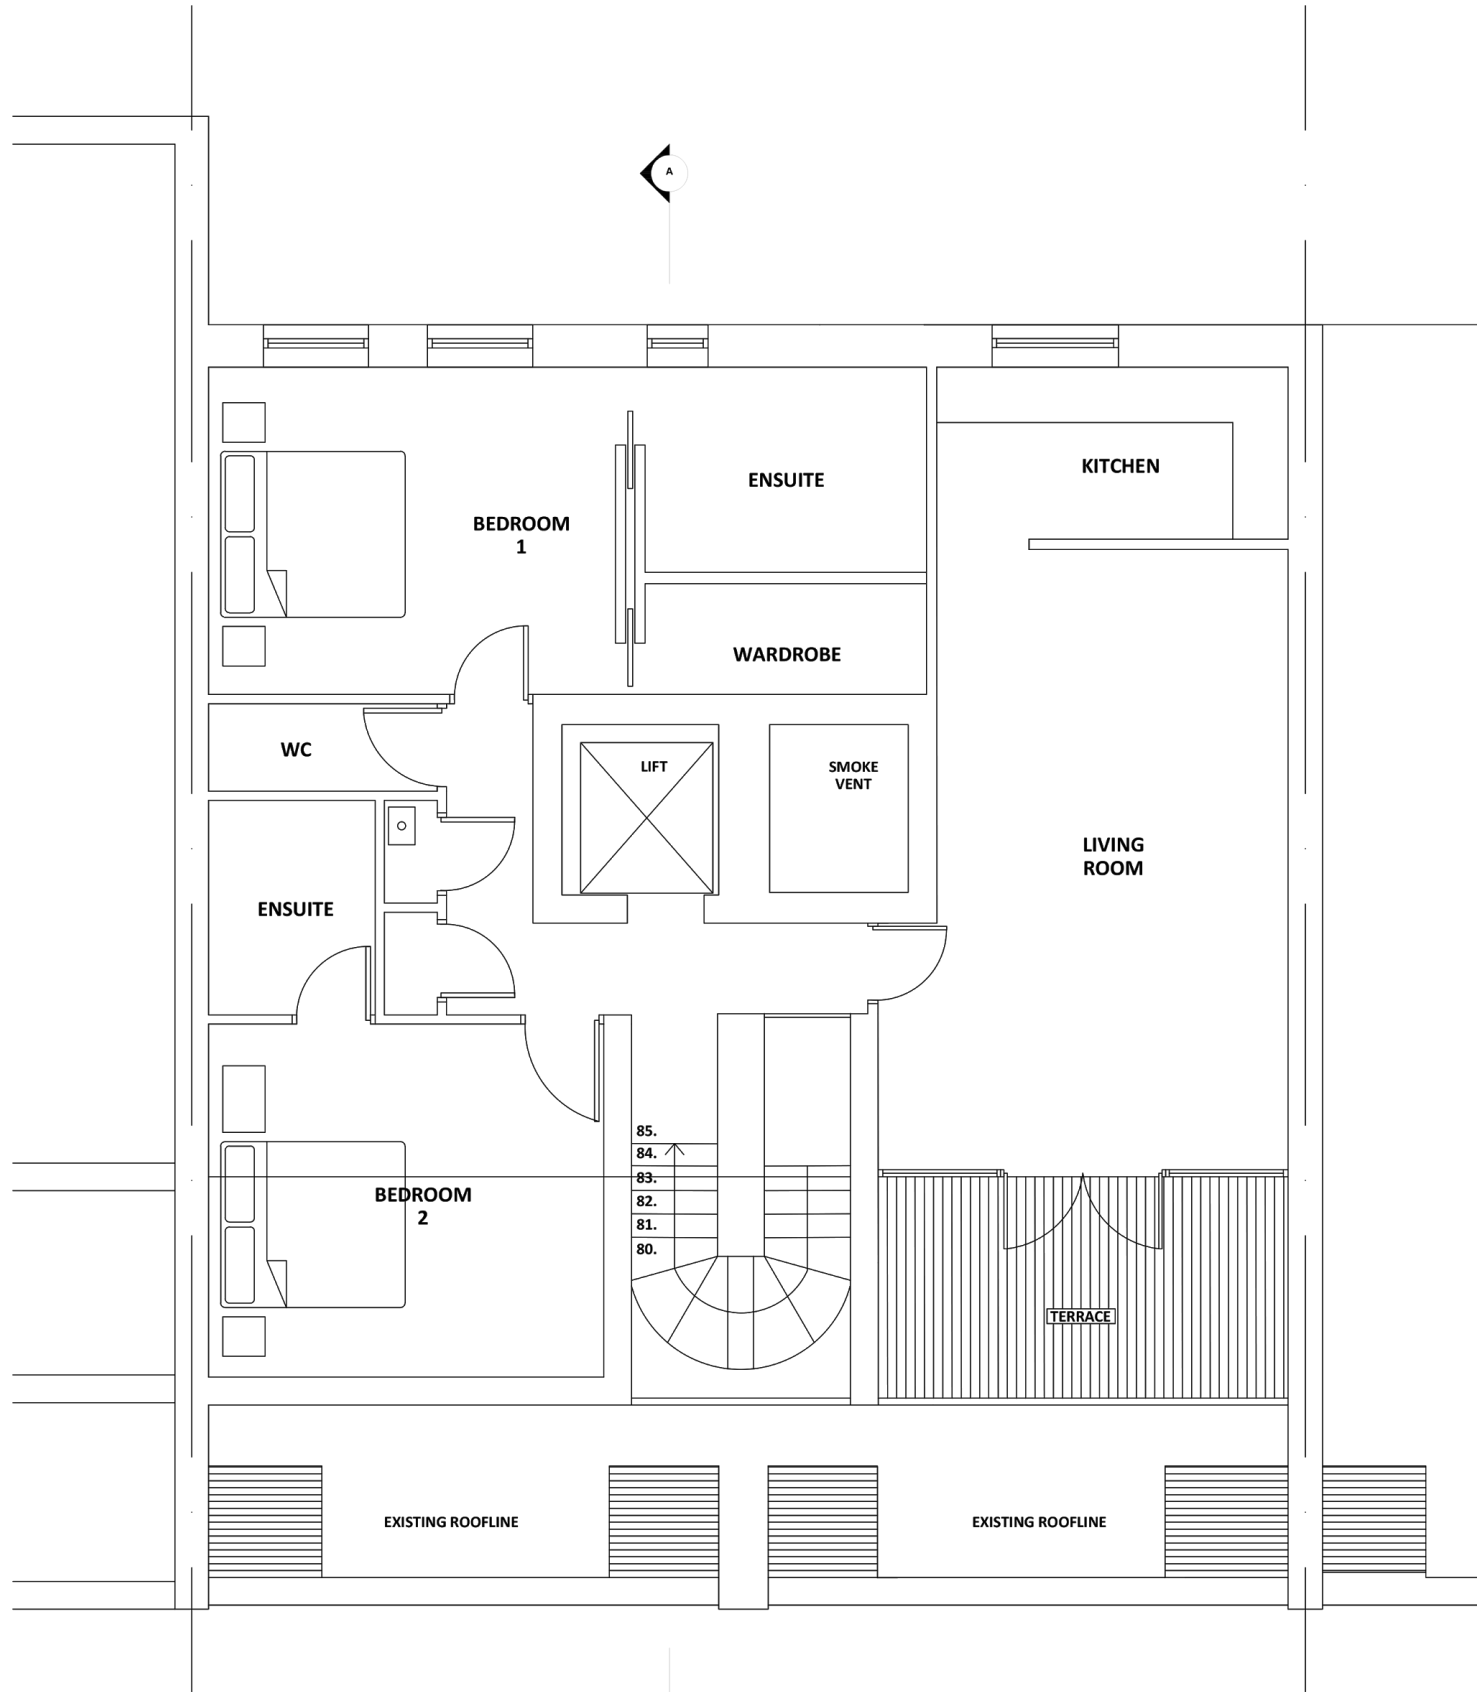 A
ENSUITE
KITCHEN
BEDROOM
1
WARDROBE
WC
LIFT
SMOKE
VENT
LIVING
ROOM
ENSUITE
85.
84.
83.
82.
81.
80.
BEDROOM
2
TERRACE
EXISTING ROOFLINE
EXISTING ROOFLINE